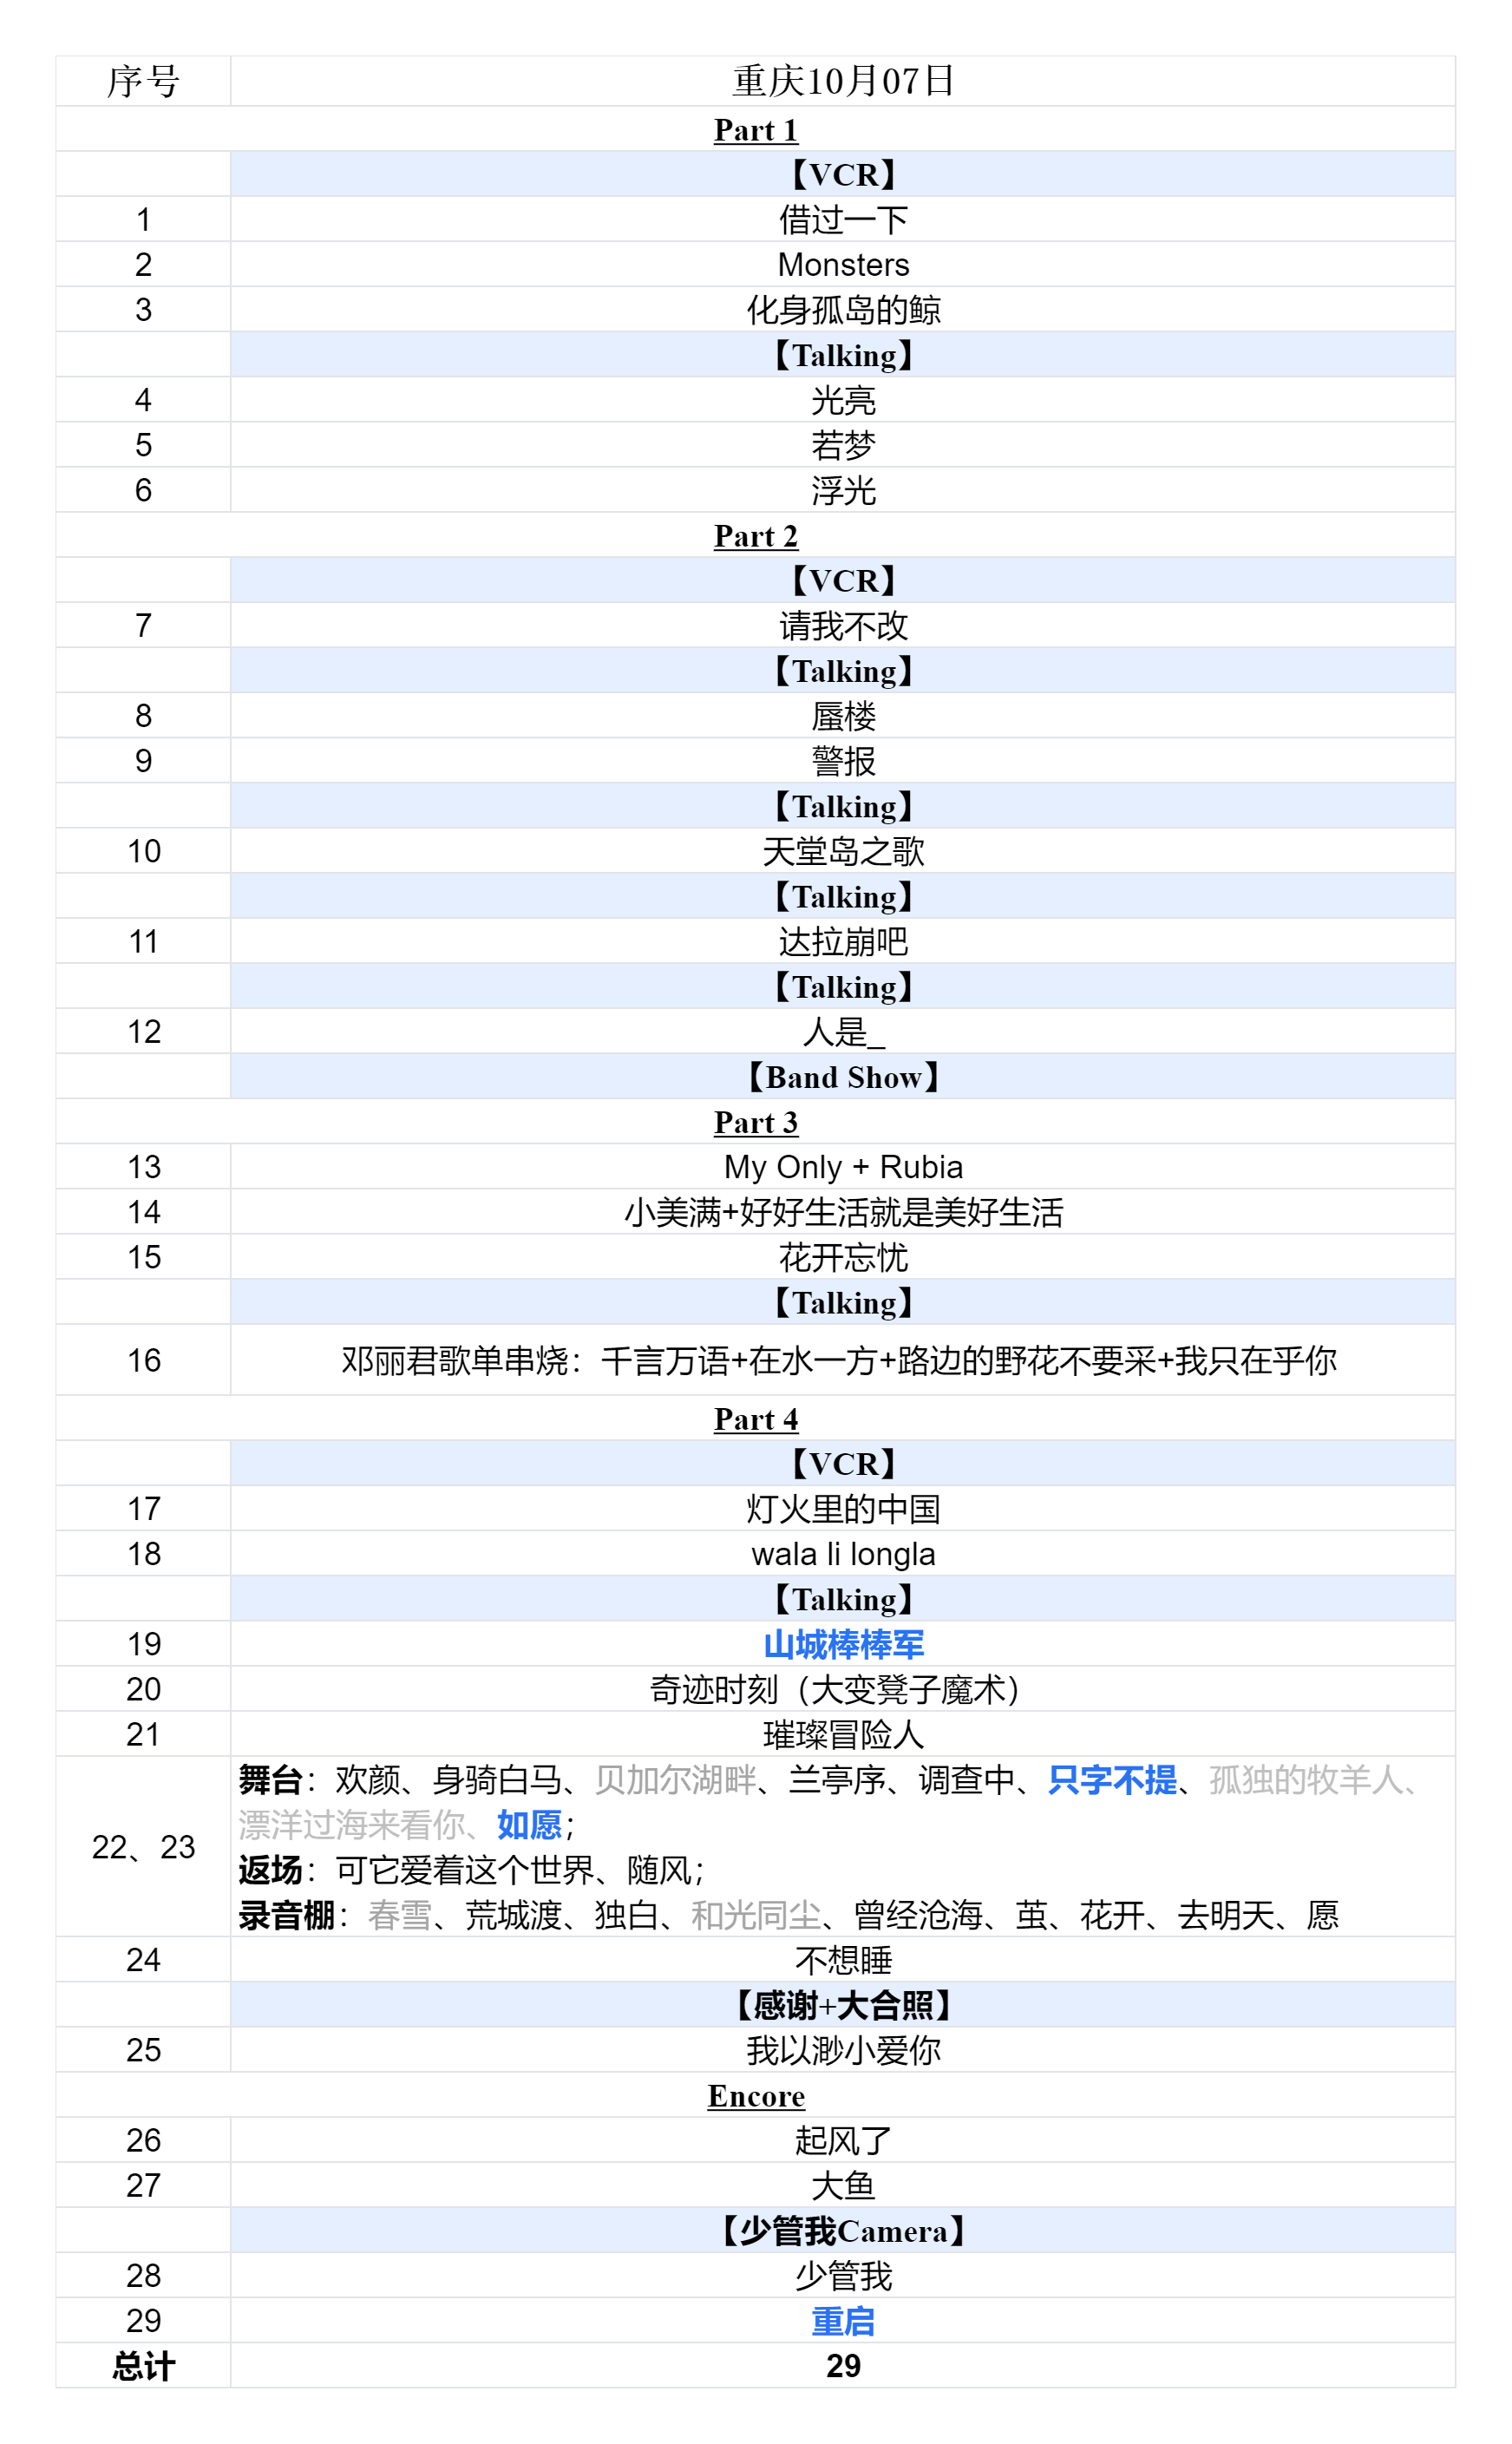 序号 重庆10月07日
Part 1
【VCR】
1 借过一下
2 Monsters
3 化身孤岛的鲸
【Talking】
4 光亮
5 若梦
6 浮光
Part 2
【VCR】
7 请我不改
【Talking】
8 蜃楼
9 警报
【Talking】
10 天堂岛之歌
【Talking】
11 达拉崩吧
【Talking】
12 人是_
【Band Show】
Part 3
13 My Only + Rubia
14 小美满+好好生活就是美好生活
15 花开忘忧
【Talking】
16 邓丽君歌单串烧：千言万语+在水一方+路边的野花不要采+我只在乎你
Part 4
【VCR】
17 灯火里的中国
18 wala li longla
【Talking】
19 山城棒棒军
20 奇迹时刻（大变凳子魔术）
21 璀璨冒险人
舞台：欢颜、身骑白马、贝加尔湖畔、兰亭序、调查中、只字不提、孤独的牧羊人、
漂洋过海来看你、如愿；
22、23
返场：可它爱着这个世界、随风；
录音棚：春雪、荒城渡、独白、和光同尘、曾经沧海、茧、花开、去明天、愿
24 不想睡
【感谢+大合照】
25 我以渺小爱你
Encore
26 起风了
27 大鱼
【少管我Camera】
28 少管我
29 重启
总计 29